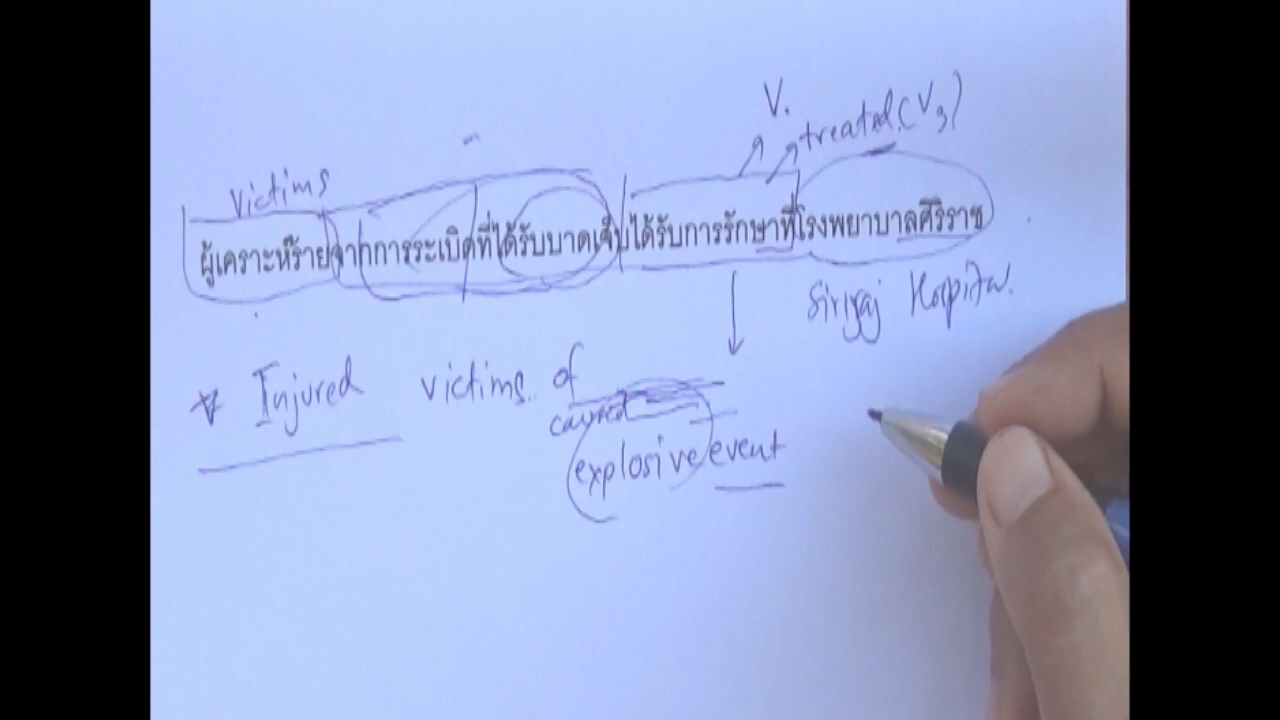 V.
treated (V3)
victims
ผู้เคราะห์ร้ายจากการระเบิดที่ได้รับบาดเจ็บได้รับการรักษาที่โรงพยาบาลศิริราช
Siriraj Hospital.
Injured victims of
caused
explosive event